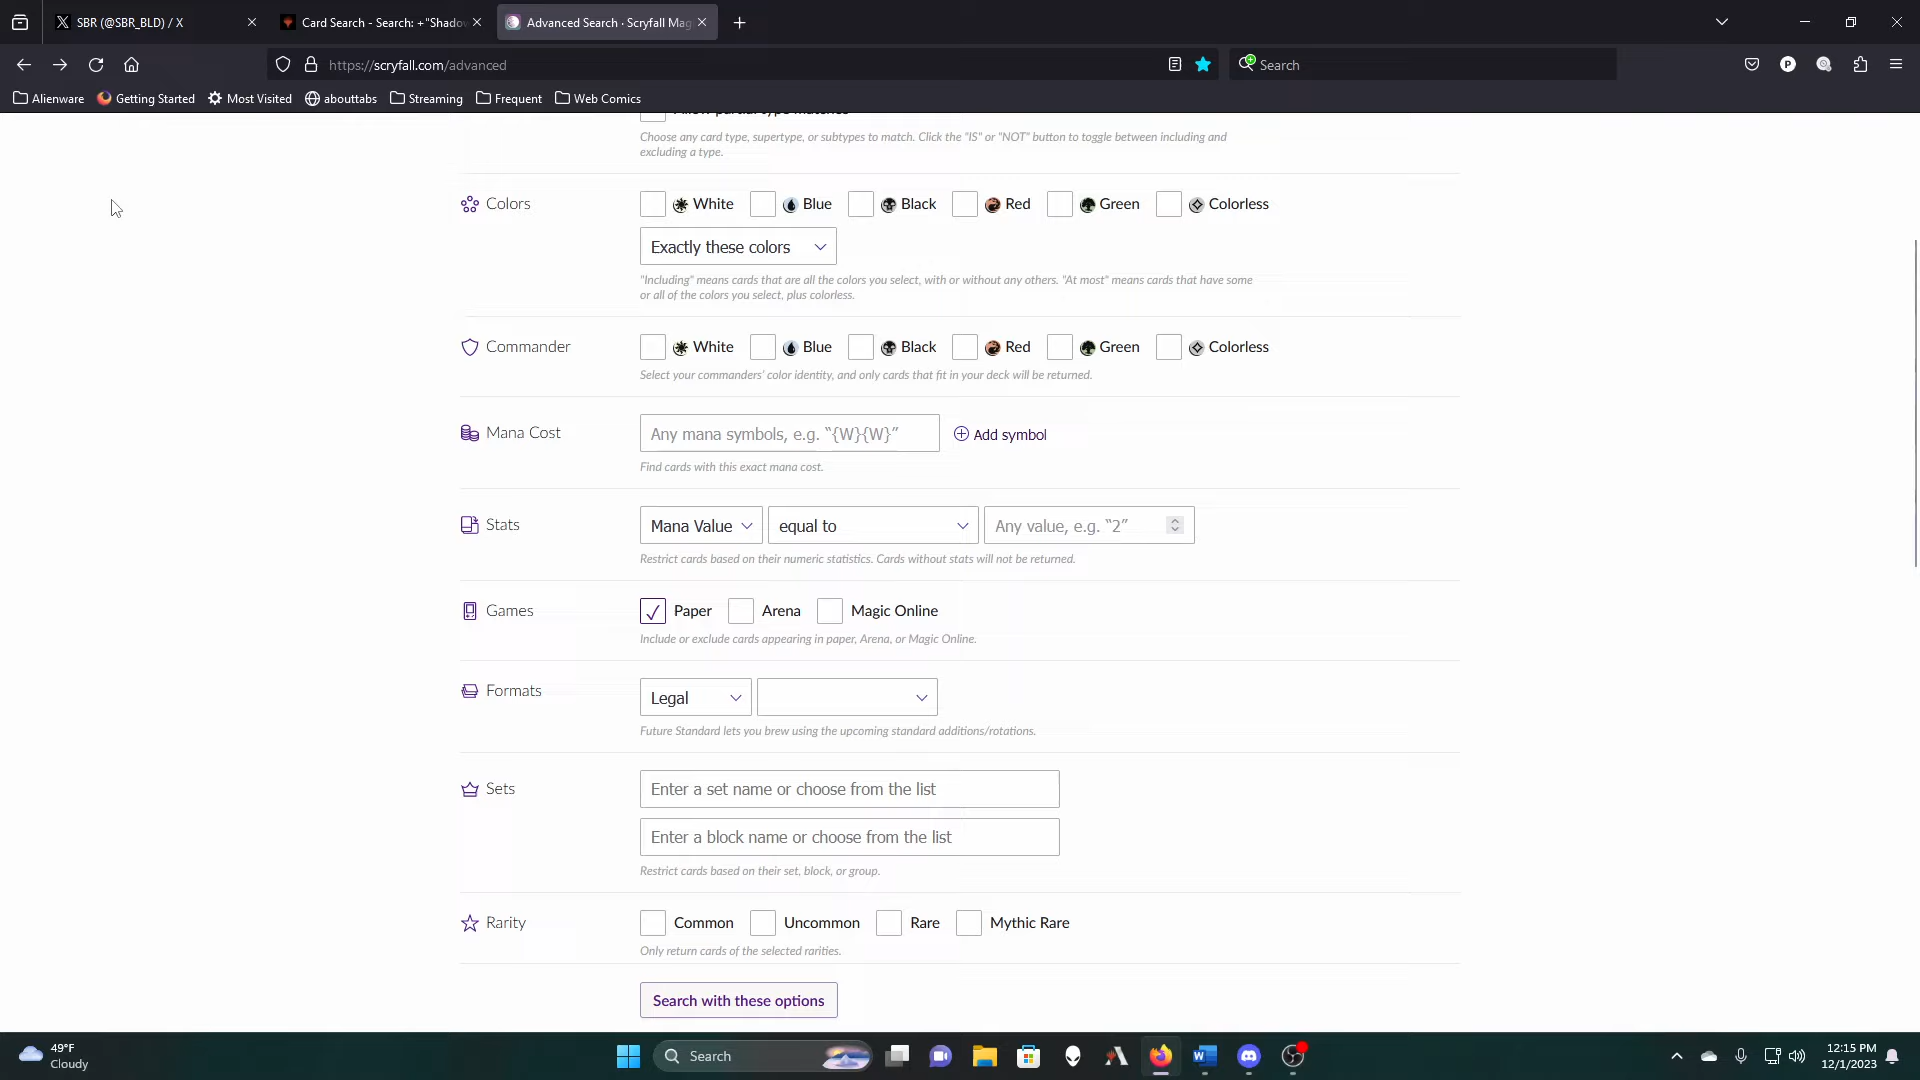 SBR (@SBR_BLD) / X
Card Search - Search: +"Shadow
Advanced Search · Scryfall Mag
https://scryfall.com/advanced
Search
Alienware
Getting Started
Most Visited
abouttabs
Streaming
Frequent
Web Comics
Allow partial type matches
Choose any card type, supertype, or subtypes to match. Click the "IS" or "NOT" button to toggle between including and
excluding a type.
Colors
White
Blue
Black
Red
Green
Colorless
Exactly these colors
"Including" means cards that are all the colors you select, with or without any others. "At most" means cards that have some
or all of the colors you select, plus colorless.
Commander
White
Blue
Black
Red
Green
Colorless
Select your commanders' color identity, and only cards that fit in your deck will be returned.
Mana Cost
Any mana symbols, e.g. “{W}{W}”
Add symbol
Find cards with this exact mana cost.
Stats
Mana Value
equal to
Any value, e.g. “2”
Restrict cards based on their numeric statistics. Cards without stats will not be returned.
Games
Paper
Arena
Magic Online
Include or exclude cards appearing in paper, Arena, or Magic Online.
Formats
Legal
Future Standard lets you brew using the upcoming standard additions/rotations.
Sets
Enter a set name or choose from the list
Enter a block name or choose from the list
Restrict cards based on their set, block, or group.
Rarity
Common
Uncommon
Rare
Mythic Rare
Only return cards of the selected rarities.
Search with these options
49°F
Cloudy
Search
12:15 PM
12/1/2023